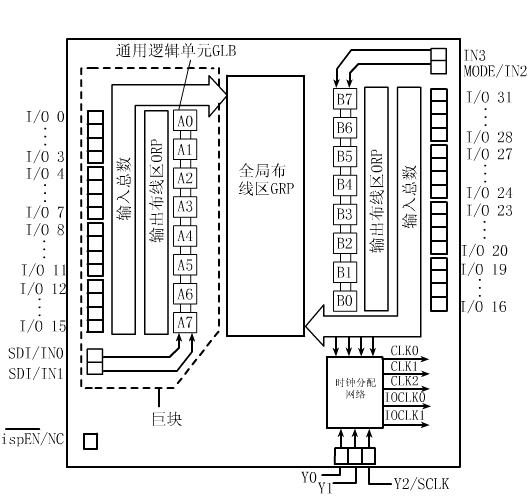 通用逻辑单元GLB
IN3
MODE/IN2
I/O 0
I/O 3
I/O 4
I/O 7
I/O 8
I/O 11
I/O 12
I/O 15
SDI/IN0
SDI/IN1
ispEN/NC
输入总数
输出布线区ORP
A0
A1
A2
A3
A4
A5
A6
A7
巨块
全局布
线区GRP
B7
B6
B5
B4
B3
B2
B1
B0
输出布线区ORP
输入总数
I/O 31
I/O 28
I/O 27
I/O 24
I/O 23
I/O 20
I/O 19
I/O 16
时钟分配
网络
CLK0
CLK1
CLK2
IOCLK0
IOCLK1
Y0
Y1
Y2/SCLK